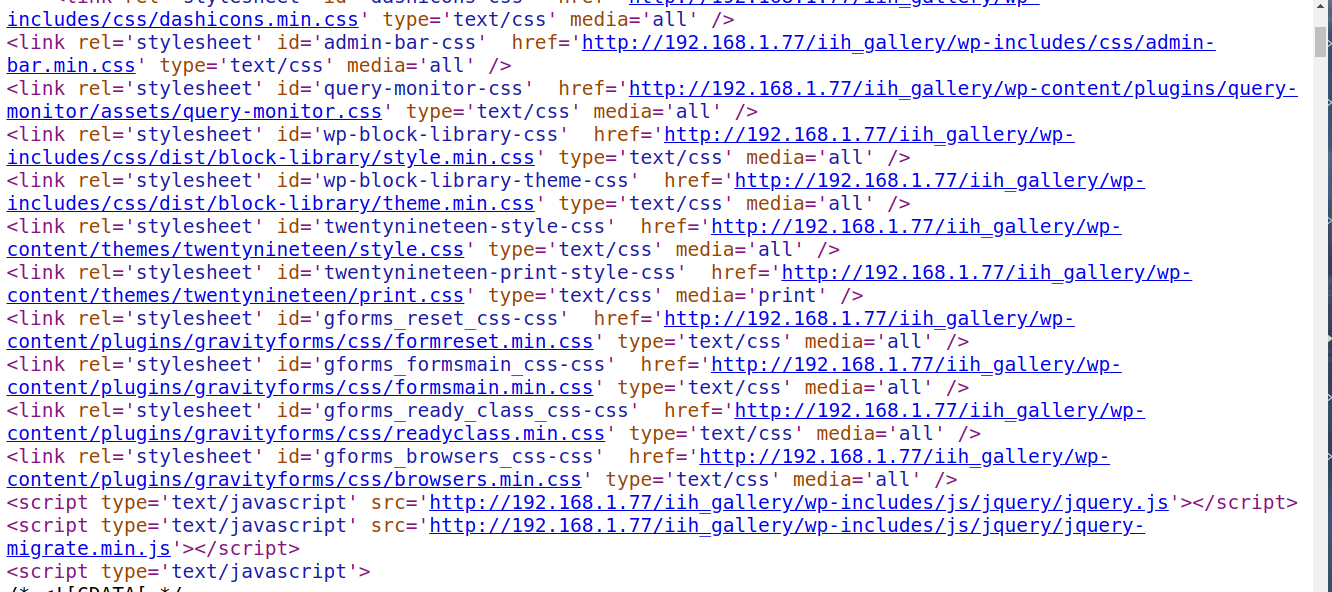 <link rel='stylesheet' id='dashicons-css'  href='http://192.168.1.77/iih_gallery/wp-
includes/css/dashicons.min.css' type='text/css' media='all' />
<link rel='stylesheet' id='admin-bar-css'  href='http://192.168.1.77/iih_gallery/wp-includes/css/admin-
bar.min.css' type='text/css' media='all' />
<link rel='stylesheet' id='query-monitor-css'  href='http://192.168.1.77/iih_gallery/wp-content/plugins/query-
monitor/assets/query-monitor.css' type='text/css' media='all' />
<link rel='stylesheet' id='wp-block-library-css'  href='http://192.168.1.77/iih_gallery/wp-
includes/css/dist/block-library/style.min.css' type='text/css' media='all' />
<link rel='stylesheet' id='wp-block-library-theme-css'  href='http://192.168.1.77/iih_gallery/wp-
includes/css/dist/block-library/theme.min.css' type='text/css' media='all' />
<link rel='stylesheet' id='twentynineteen-style-css'  href='http://192.168.1.77/iih_gallery/wp-
content/themes/twentynineteen/style.css' type='text/css' media='all' />
<link rel='stylesheet' id='twentynineteen-print-style-css'  href='http://192.168.1.77/iih_gallery/wp-
content/themes/twentynineteen/print.css' type='text/css' media='print' />
<link rel='stylesheet' id='gforms_reset_css-css'  href='http://192.168.1.77/iih_gallery/wp-
content/plugins/gravityforms/css/formreset.min.css' type='text/css' media='all' />
<link rel='stylesheet' id='gforms_formsmain_css-css'  href='http://192.168.1.77/iih_gallery/wp-
content/plugins/gravityforms/css/formsmain.min.css' type='text/css' media='all' />
<link rel='stylesheet' id='gforms_ready_class_css-css'  href='http://192.168.1.77/iih_gallery/wp-
content/plugins/gravityforms/css/readyclass.min.css' type='text/css' media='all' />
<link rel='stylesheet' id='gforms_browsers_css-css'  href='http://192.168.1.77/iih_gallery/wp-
content/plugins/gravityforms/css/browsers.min.css' type='text/css' media='all' />
<script type='text/javascript' src='http://192.168.1.77/iih_gallery/wp-includes/js/jquery/jquery.js'></script>
<script type='text/javascript' src='http://192.168.1.77/iih_gallery/wp-includes/js/jquery/jquery-
migrate.min.js'></script>
<script type='text/javascript'>
/* <![CDATA[ */